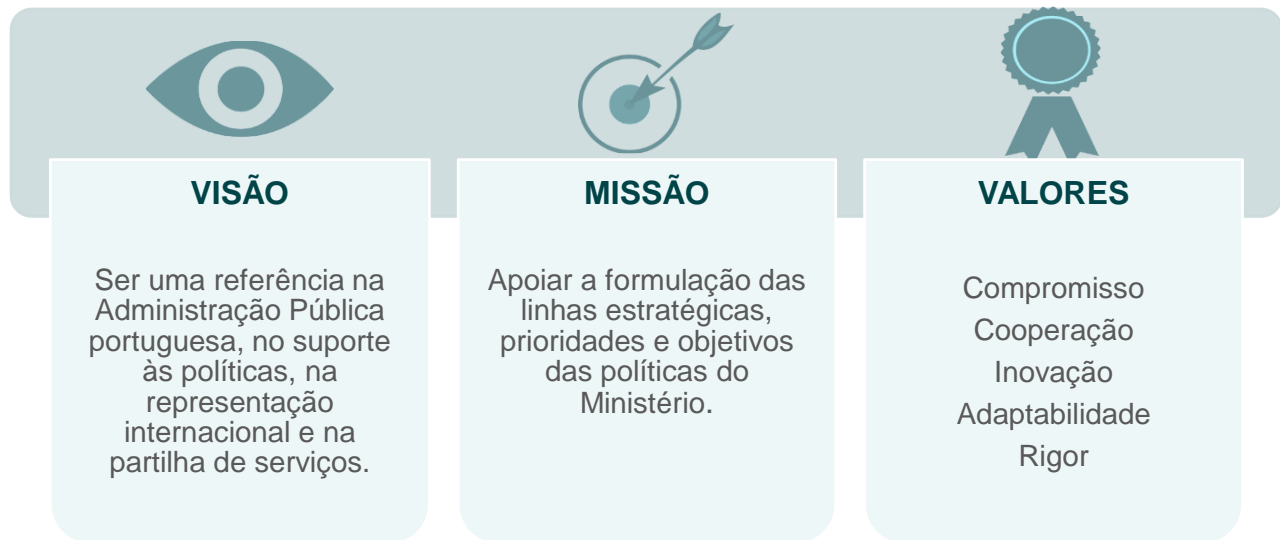 VISÃO
Ser uma referência na
Administração Pública
portuguesa, no suporte
às políticas, na
representação
internacional e na
partilha de serviços.
MISSÃO
Apoiar a formulação das
linhas estratégicas,
prioridades e objetivos
das políticas do
Ministério.
VALORES
Compromisso
Cooperação
Inovação
Adaptabilidade
Rigor